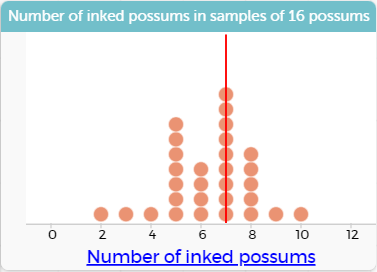 Number of inked possums in samples of 16 possums
0 2 4 6 8 10 12
Number of inked possums